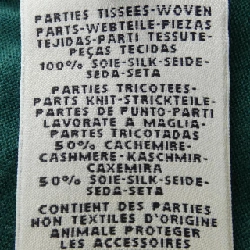 PARTIES TISSEES-WOVEN
PARTS-WEBTEILE-PIEZAS
TEJIDAS-PARTI TESSUTE-
PEÇAS TECIDAS
100% SOIE-SILK-SEIDE-
SEDA-SETA
PARTIES TRICOTEES-
PARTS KNIT-STRICKTEILE-
PARTES DE PUNTO-PARTI
LAVORATE A MAGLIA-
PARTES TRICOTADAS
50% CACHEMIRE-
CASHMERE-KASCHMIR-
CAXEMIRA
50% SOIE-SILK-SEIDE-
SEDA-SETA
CONTIENT DES PARTIES
NON TEXTILES D'ORIGINE
ANIMALE PROTEGER
LES ACCESSOIRES